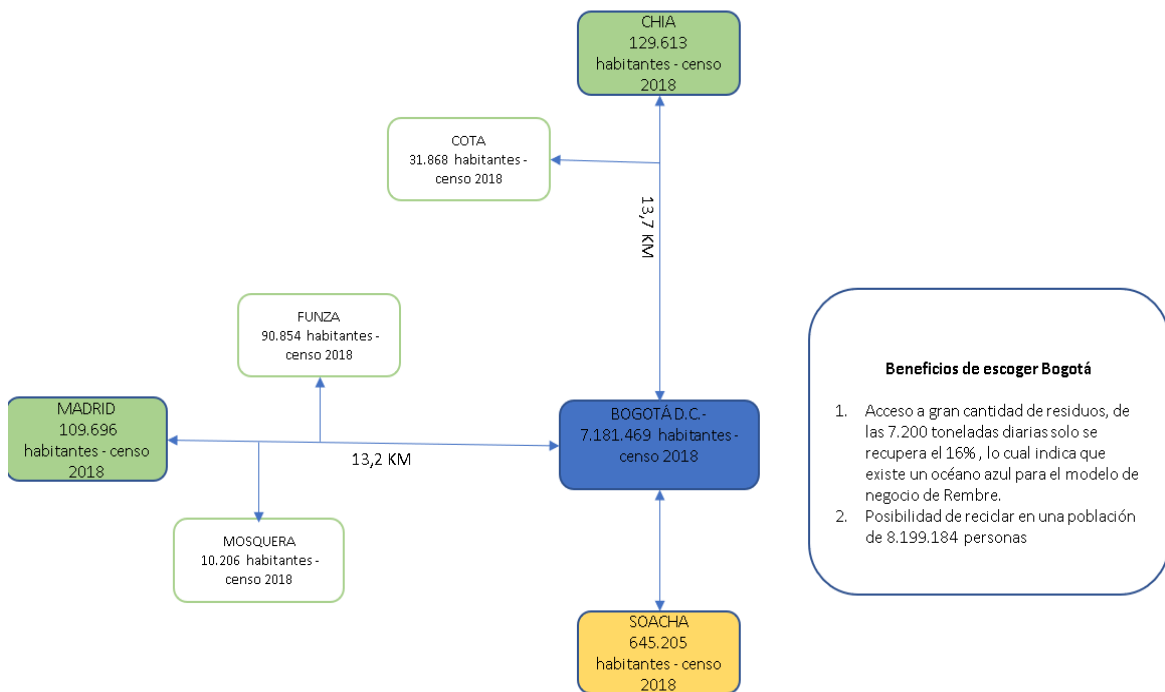 CHIA
129.613
habitantes - censo
2018
COTA
31.868 habitantes -
censo 2018
13,7 KM
FUNZA
90.854 habitantes -
censo 2018
MADRID
109.696
habitantes - censo
2018
13,2 KM
BOGOTÁ D.C.-
7.181.469 habitantes -
censo 2018
MOSQUERA
10.206 habitantes -
censo 2018
SOACHA
645.205
habitantes - censo
2018
Beneficios de escoger Bogotá
1. Acceso a gran cantidad de residuos, de
las 7.200 toneladas diarias solo se
recupera el 16% , lo cual indica que
existe un océano azul para el modelo de
negocio de Rembre.
2. Posibilidad de reciclar en una población
de 8.199.184 personas